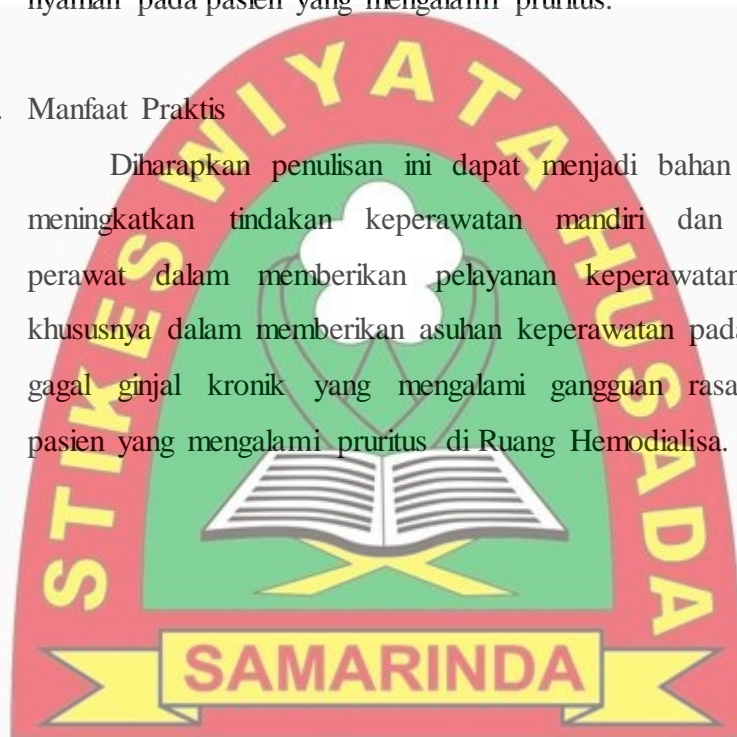 nyaman pada pasien yang mengalami pruritus.
. Manfaat Praktis
Diharapkan penulisan ini dapat menjadi bahan
meningkatkan tindakan keperawatan mandiri dan
perawat dalam memberikan pelayanan keperawatan
khususnya dalam memberikan asuhan keperawatan pada
gagal ginjal kronik yang mengalami gangguan rasa
pasien yang mengalami pruritus di Ruang Hemodialisa.
STIKES WIYATA HUSADA
SAMARINDA